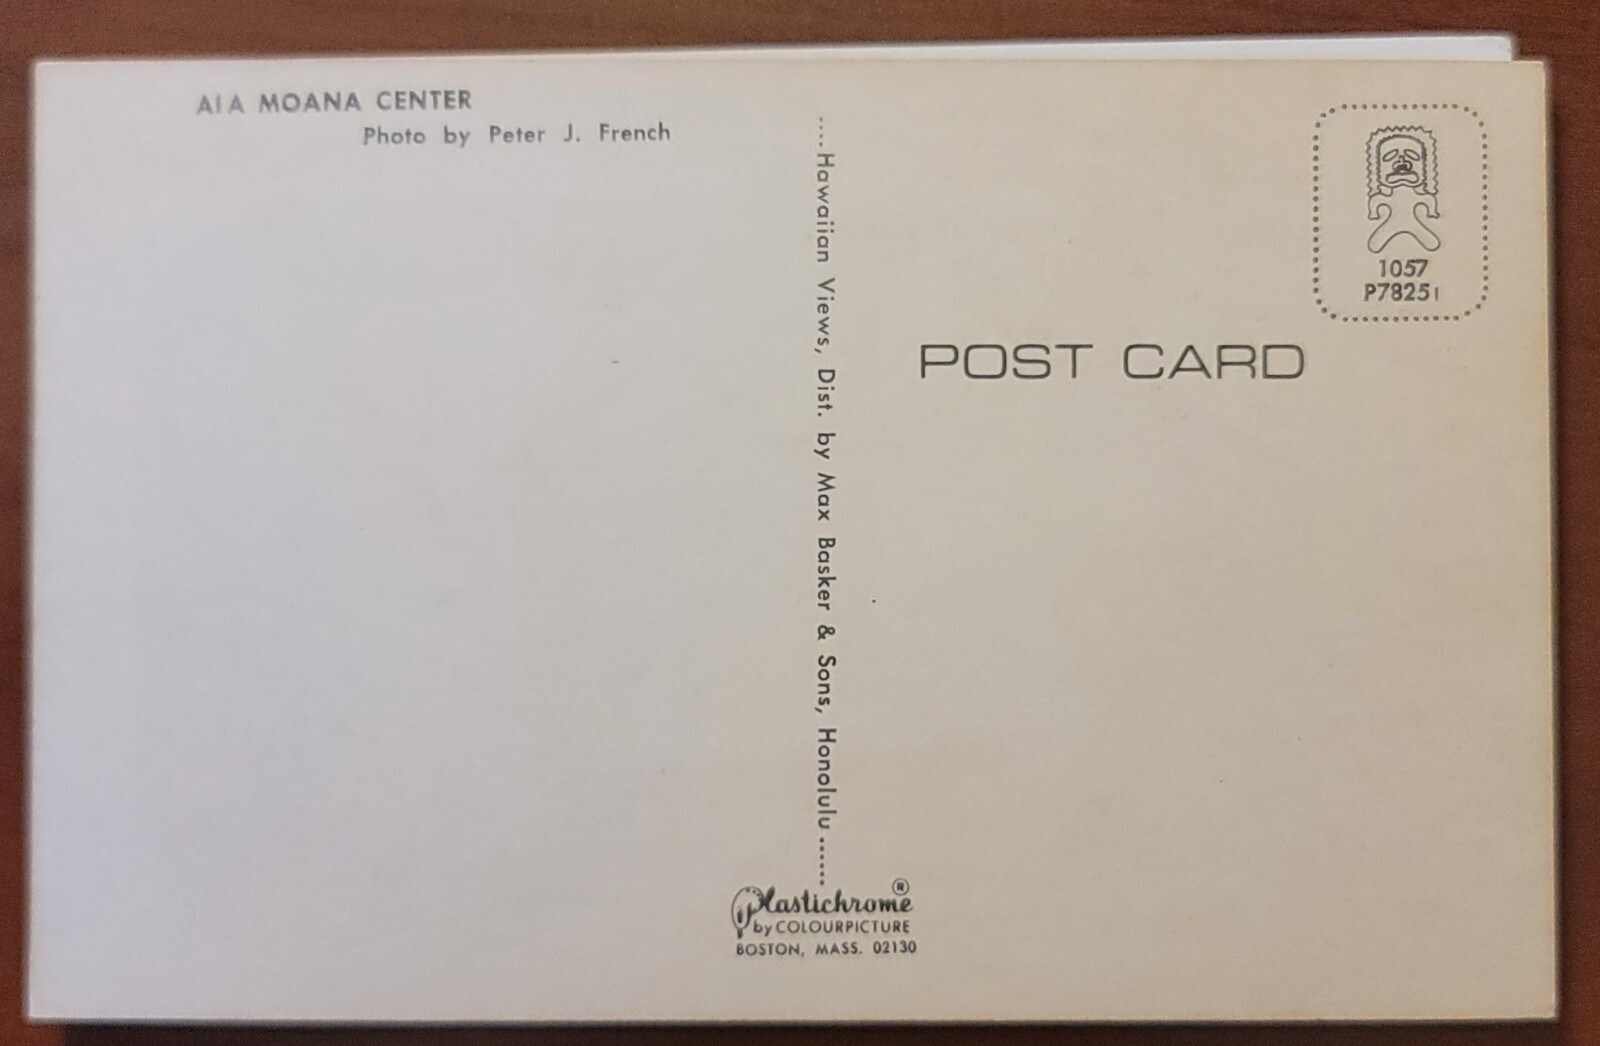 ALA MOANA CENTER
Photo by Peter J. French
....Hawaiian Views, Dist. by Max Basker & Sons, Honolulu......
1057
P78251
POST CARD
Plastichrome®
by COLOURPICTURE
BOSTON, MASS. 02130